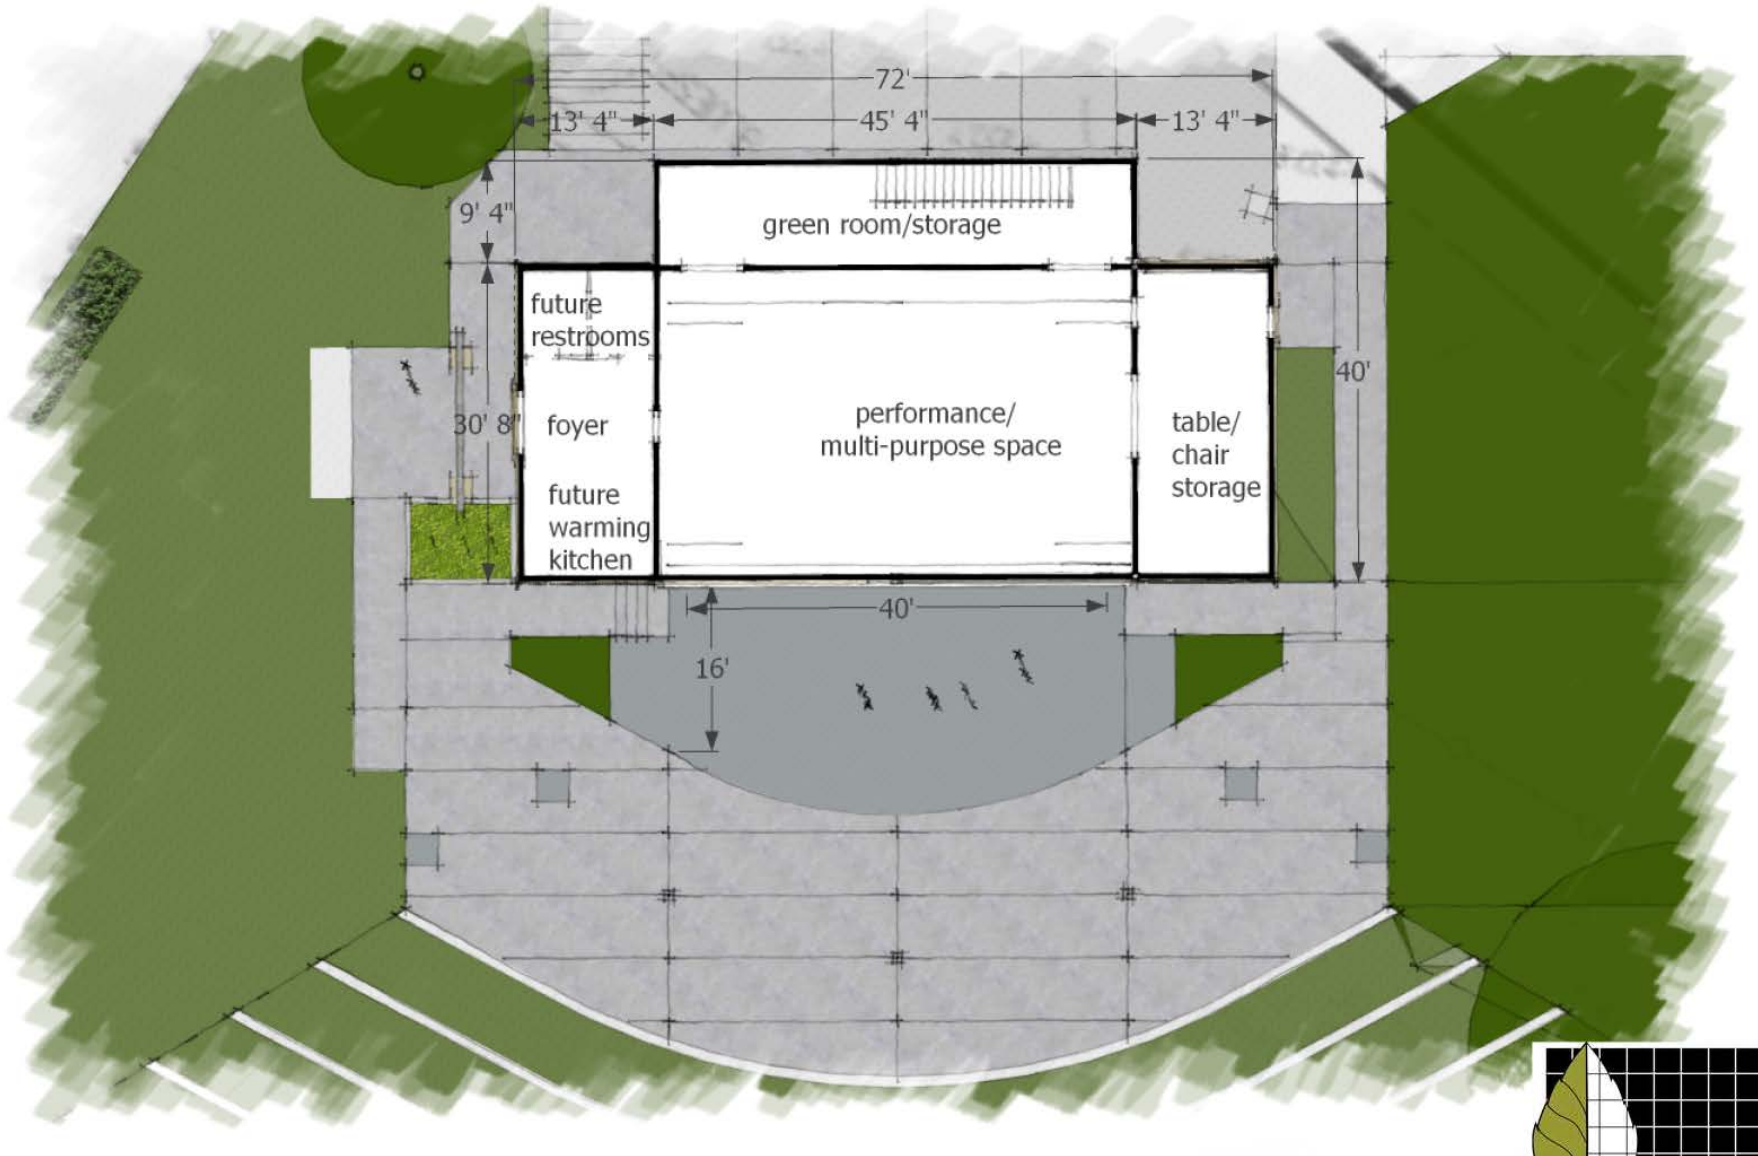 72'
13' 4"
45' 4"
13' 4"
9' 4"
green room/storage
future
restrooms
40'
30' 8"
foyer
performance/
multi-purpose space
table/
chair
storage
future
warming
kitchen
40'
16'